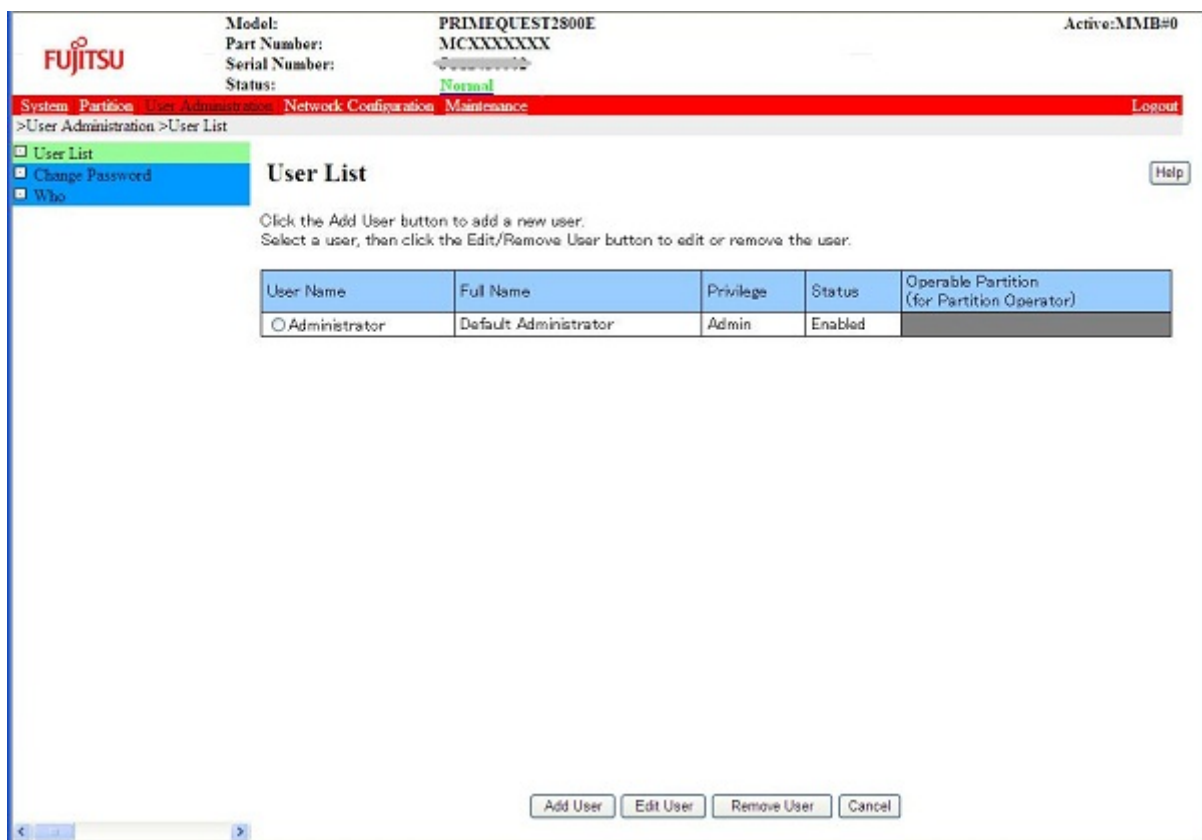 FUJITSU
Model: PRIMEQUEST2800E Active:MMB#0
Part Number: MCXXXXXXX
Serial Number:
Status: Normal
System Partition User Administration Network Configuration Maintenance Logout
>User Administration >User List
User List
Change Password
Who
User List
Help
Click the Add User button to add a new user.
Select a user, then click the Edit/Remove User button to edit or remove the user.
User Name Full Name Privilege Status Operable Partition (for Partition Operator)
Administrator Default Administrator Admin Enabled
Add User Edit User Remove User Cancel